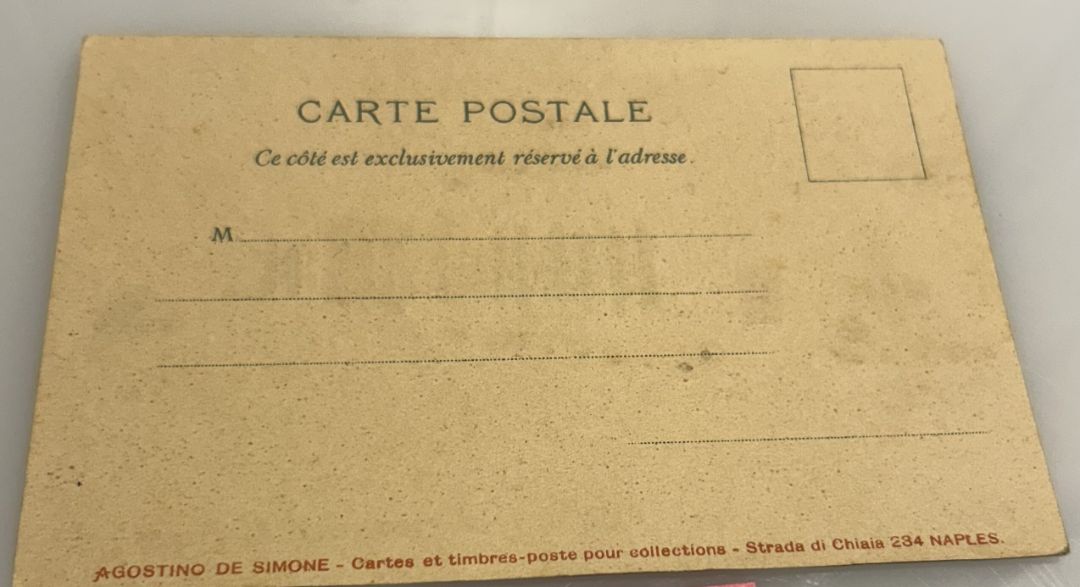 CARTE POSTALE
Ce côté est exclusivement réservé à l'adresse.
M
AGOSTINO DE SIMONE - Cartes et timbres-poste pour collections - Strada di Chiaia 234 NAPLES.